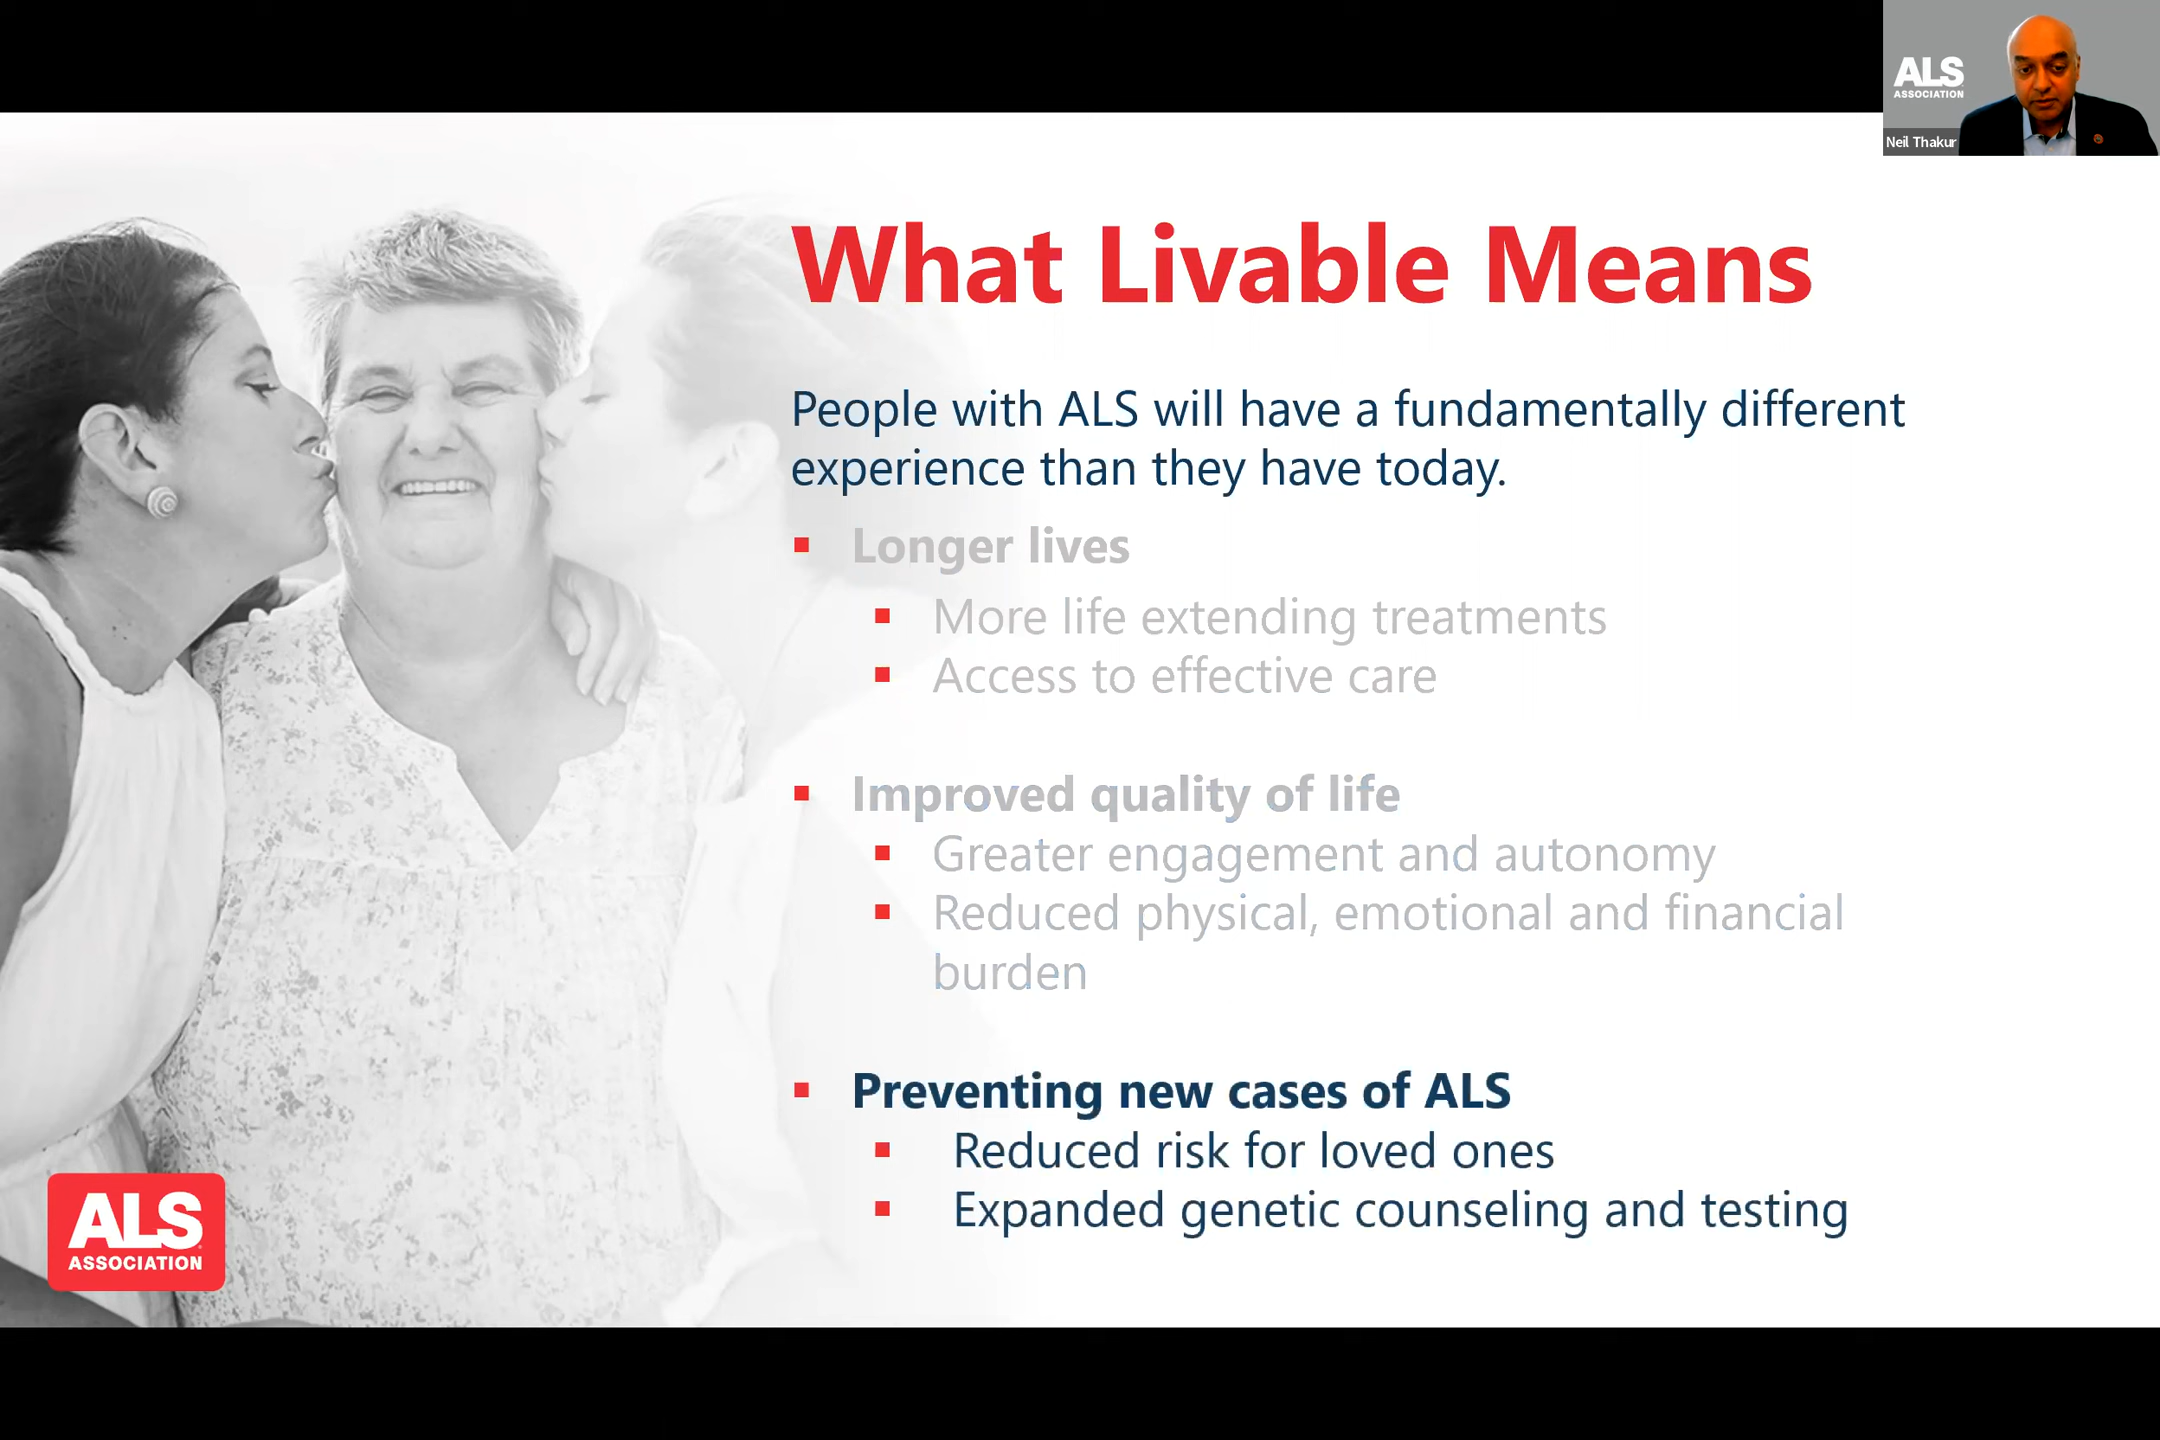 ALS
ASSOCIATION
Neil Thakur
What Livable Means
People with ALS will have a fundamentally different
experience than they have today.
Longer lives
More life extending treatments
Access to effective care
Improved quality of life
Greater engagement and autonomy
Reduced physical, emotional and financial
burden
Preventing new cases of ALS
Reduced risk for loved ones
Expanded genetic counseling and testing
ALS
ASSOCIATION